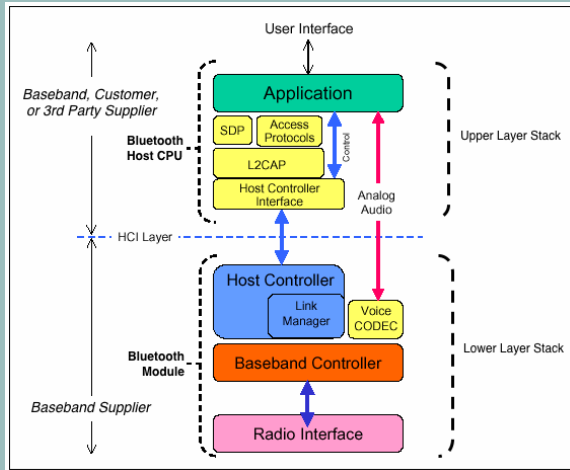 User Interface
Baseband, Customer,
or 3rd Party Supplier
Bluetooth
Host CPU
Application
SDP
Access
Protocols
Control
L2CAP
Host Controller
Interface
Analog
Audio
Upper Layer Stack
HCI Layer
Host Controller
Link
Manager
Voice
CODEC
Bluetooth
Module
Baseband Controller
Lower Layer Stack
Baseband Supplier
Radio Interface